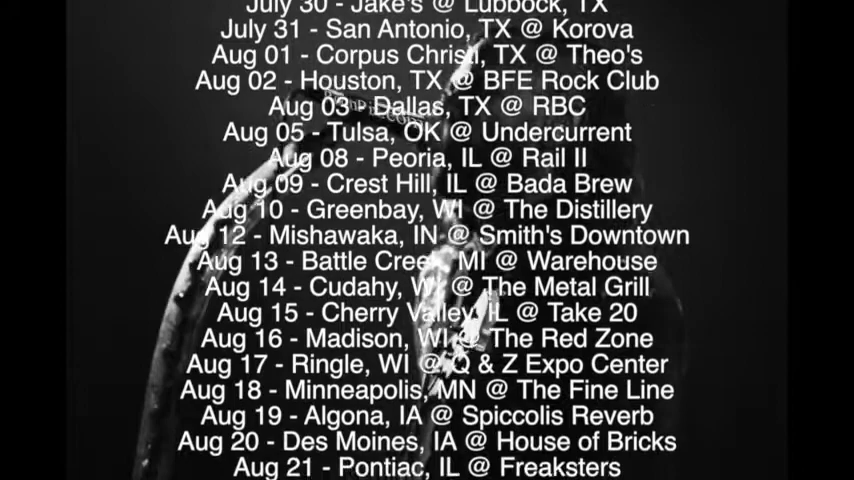 July 30 - Jake's @ Lubbock, TX
July 31 - San Antonio, TX @ Korova
Aug 01 - Corpus Christi, TX @ Theo's
Aug 02 - Houston, TX @ BFE Rock Club
Aug 03 - Dallas, TX @ RBC
Aug 05 - Tulsa, OK @ Undercurrent
Aug 08 - Peoria, IL @ Rail II
Aug 09 - Crest Hill, IL @ Bada Brew
Aug 10 - Greenbay, WI @ The Distillery
Aug 12 - Mishawaka, IN @ Smith's Downtown
Aug 13 - Battle Creek, MI @ Warehouse
Aug 14 - Cudahy, WI @ The Metal Grill
Aug 15 - Cherry Valley, IL @ Take 20
Aug 16 - Madison, WI @ The Red Zone
Aug 17 - Ringle, WI @ Q & Z Expo Center
Aug 18 - Minneapolis, MN @ The Fine Line
Aug 19 - Algona, IA @ Spiccolis Reverb
Aug 20 - Des Moines, IA @ House of Bricks
Aug 21 - Pontiac, IL @ Freaksters